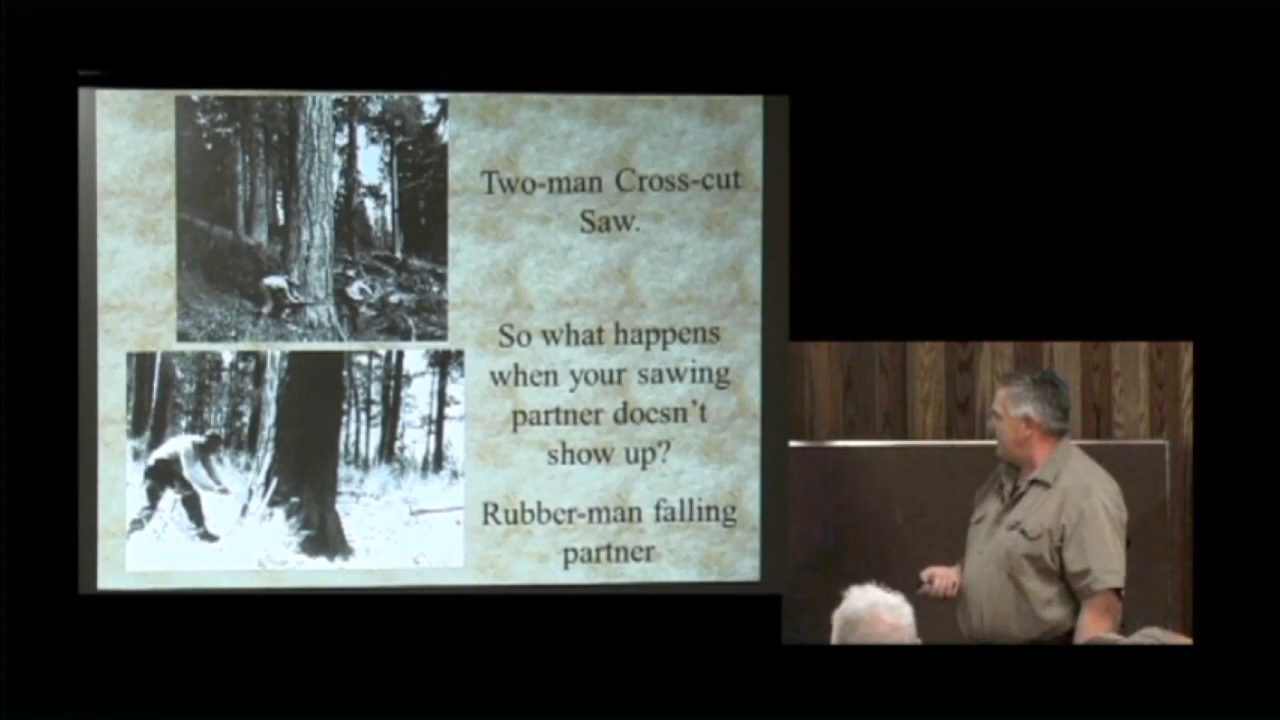 Two-man Cross-cut
Saw.
So what happens
when your sawing
partner doesn't
show up?
Rubber-man falling
partner